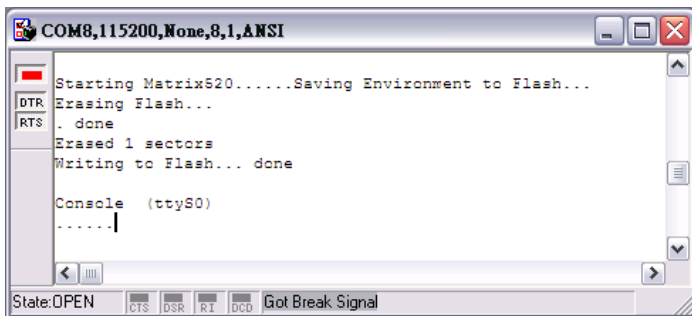 COM8,115200,None,8,1,ANSI
Starting Matrix520......Saving Environment to Flash...
DTR
Erasing Flash...
RTS
. done
Erased 1 sectors
Writing to Flash... done
Console (ttyS0)
......
State:OPEN
CTS
DSR
RI
DCD
Got Break Signal